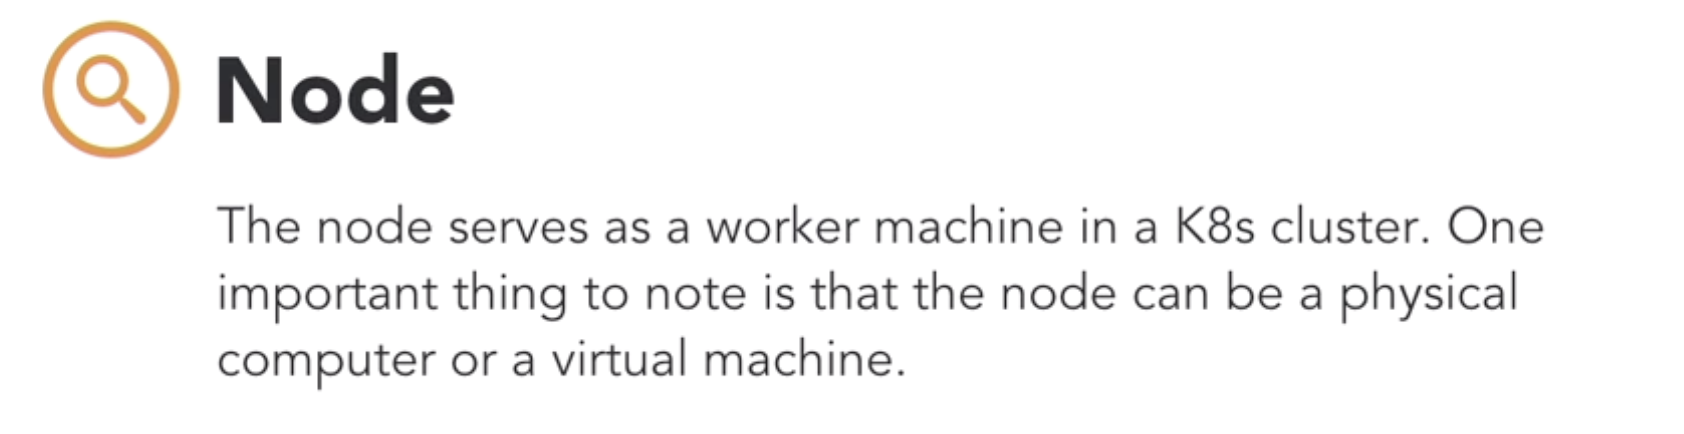 Node
The node serves as a worker machine in a K8s cluster. One
important thing to note is that the node can be a physical
computer or a virtual machine.